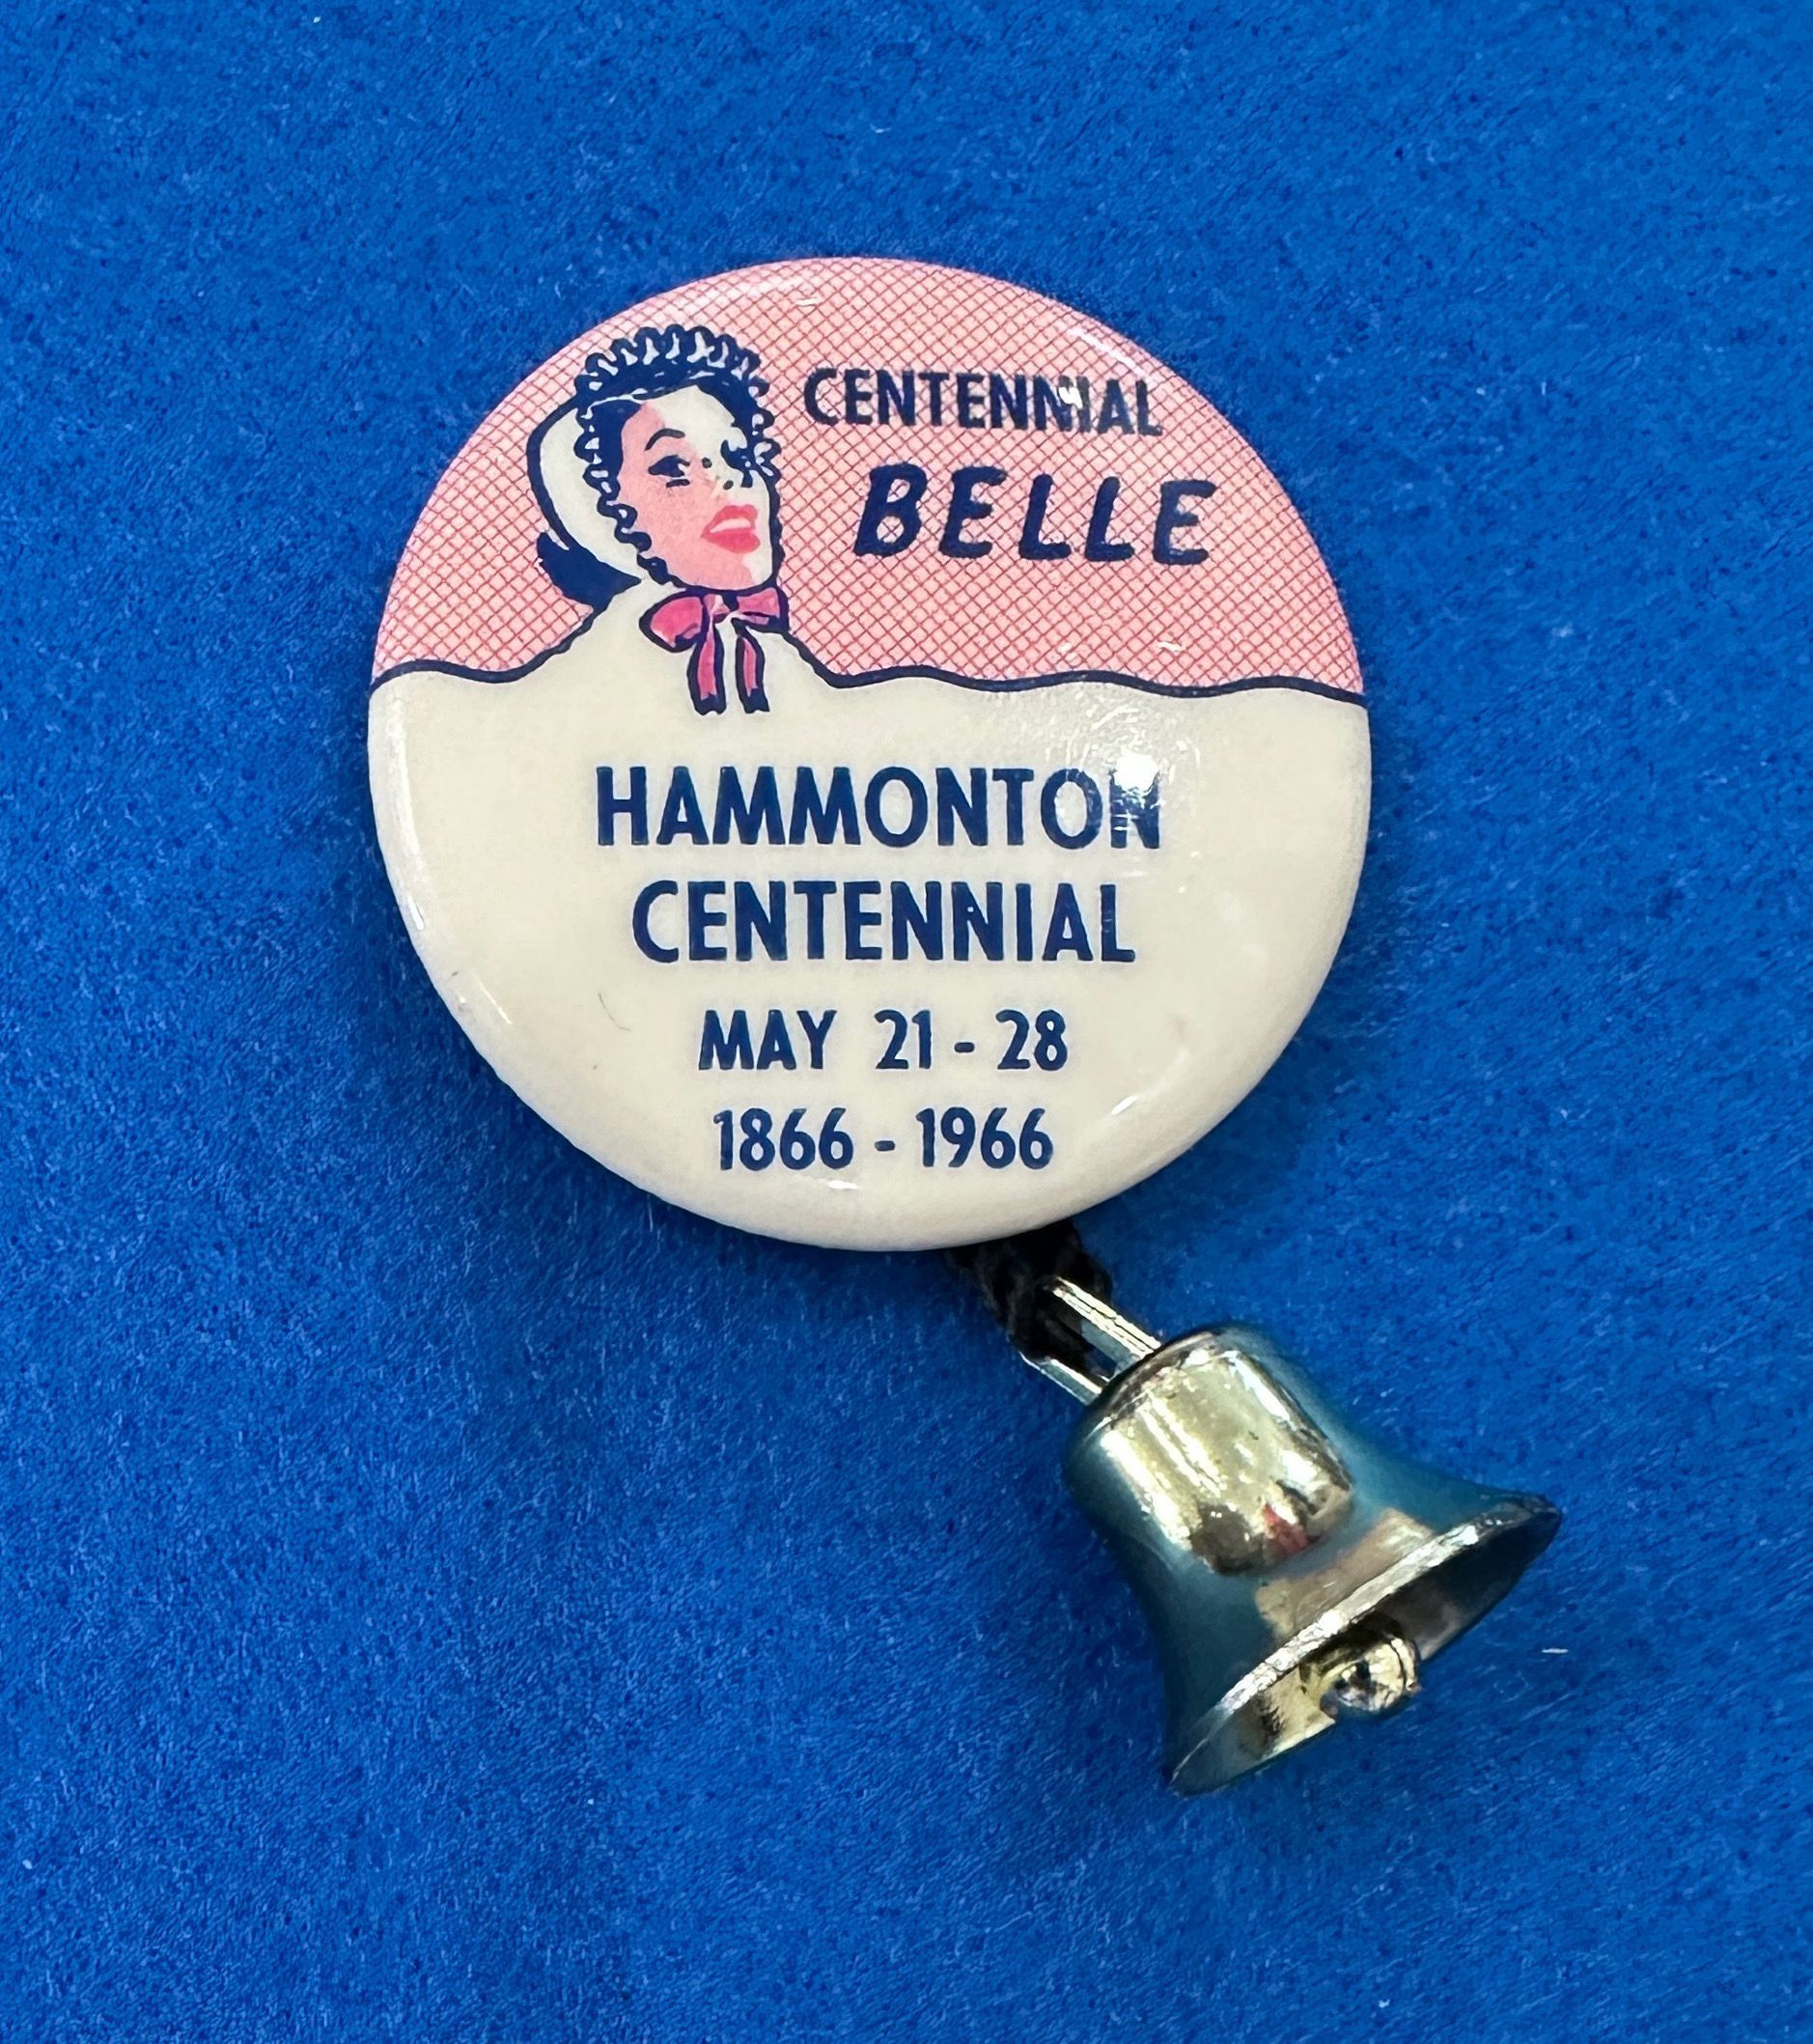 CENTENNIAL
BELLE
HAMMONTON
CENTENNIAL
MAY 21 - 28
1866 - 1966